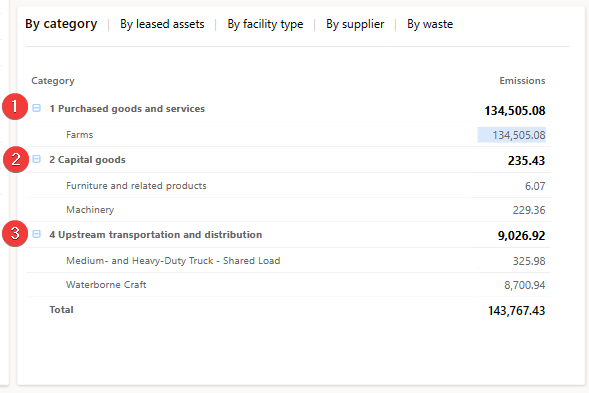 By category | By leased assets | By facility type | By supplier | By waste
Category Emissions
1 1 Purchased goods and services 134,505.08
Farms 134,505.08
2 2 Capital goods 235.43
Furniture and related products 6.07
Machinery 229.36
3 4 Upstream transportation and distribution 9,026.92
Medium- and Heavy-Duty Truck - Shared Load 325.98
Waterborne Craft 8,700.94
Total 143,767.43